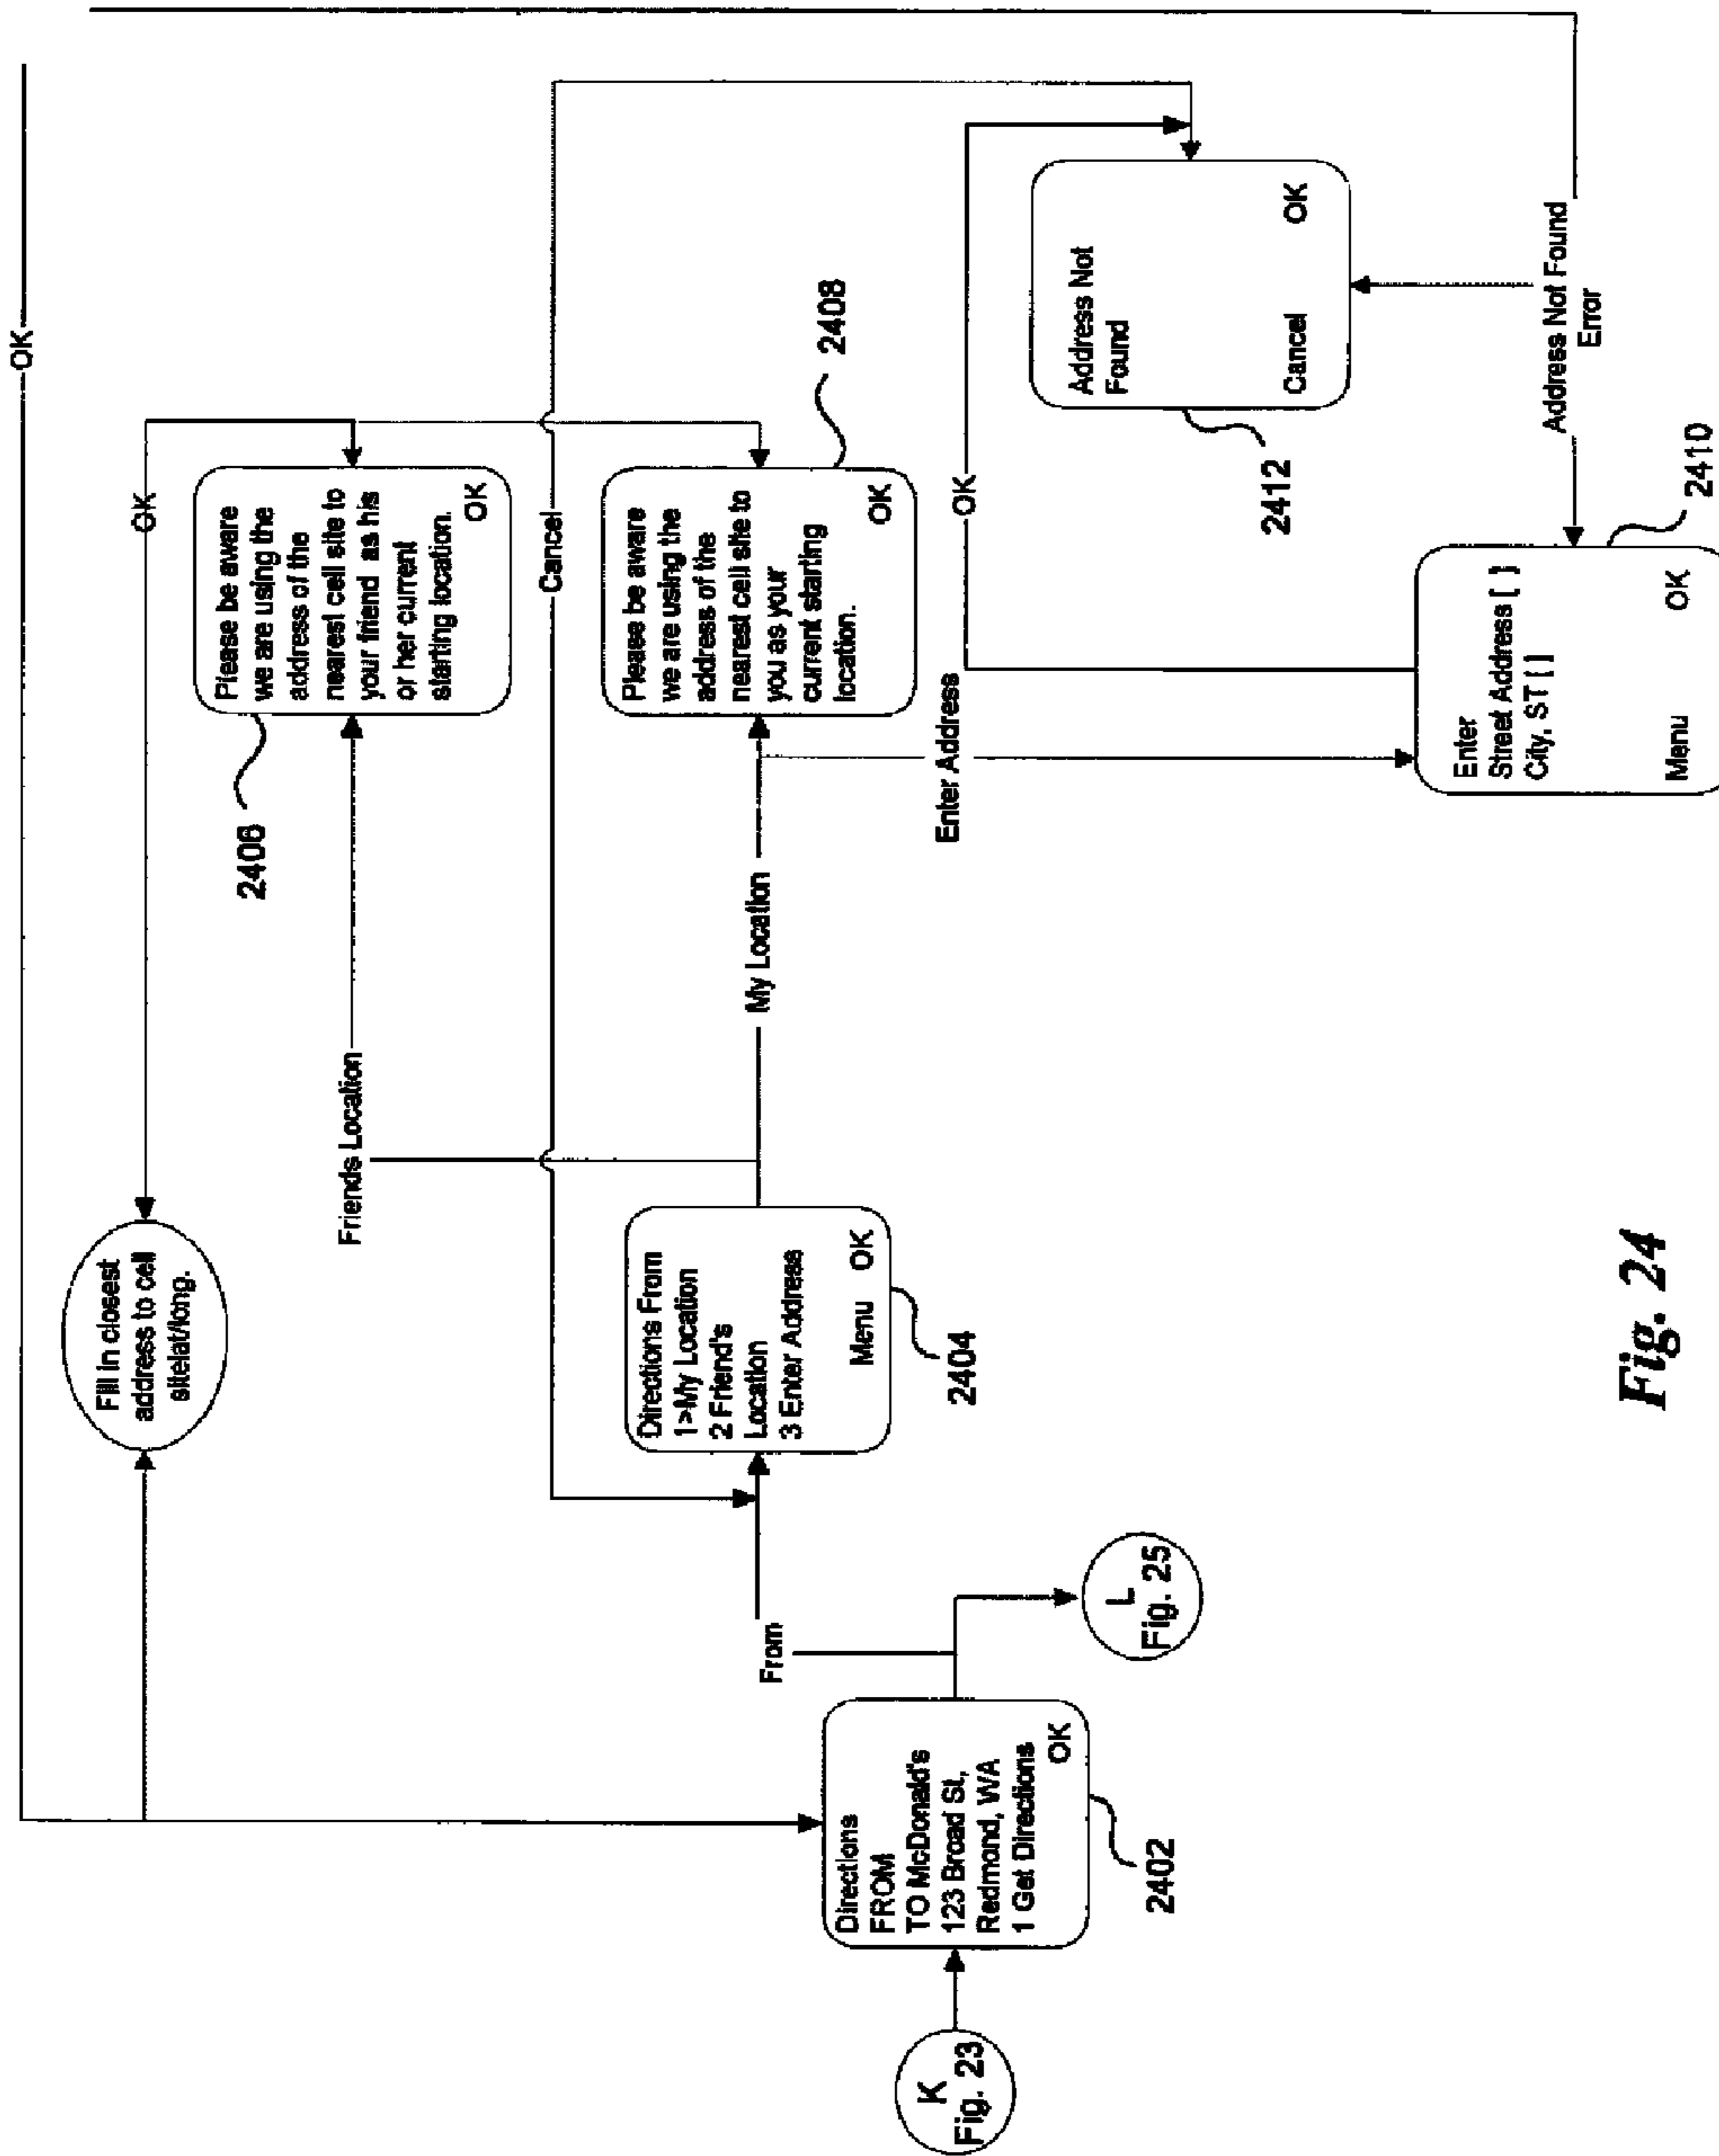 OK
Fill in closest
address to cell
sitelat/long.
OK
2406
Please be aware
we are using the
address of the
nearest cell site to
your friend as his
or her current
starting location.
OK
Friends Location
Cancel
K
Fig. 23
Directions
FROM
TO McDonald's
123 Broad St,
Redmond, WA
1 Get Directions
OK
2402
From
L
Fig. 25
Directions From
1>My Location
2 Friend's
Location
3 Enter Address
Menu OK
2404
My Location
Please be aware
we are using the
address of the
nearest cell site to
you as your
current starting
location.
OK
2408
Enter Address
OK
Address Not
Found
Cancel OK
2412
Address Not Found
Error
Enter
Street Address [ ]
City, ST [ ]
Menu OK
2410
Fig. 24